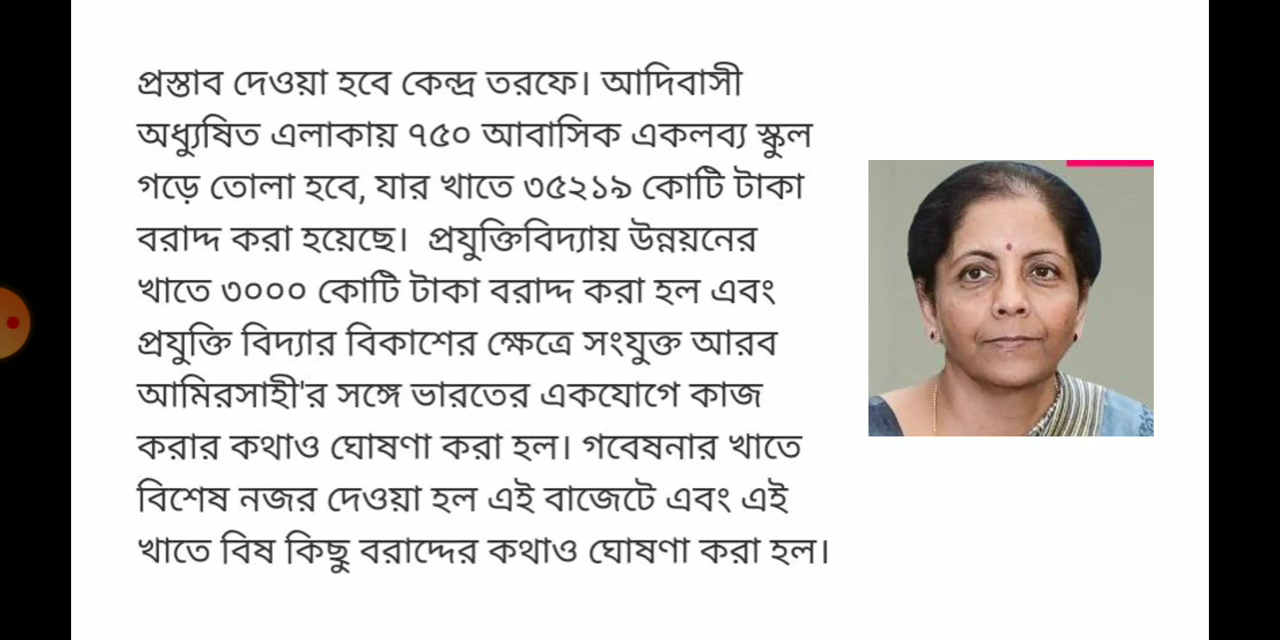 প্রস্তাব দেওয়া হবে কেন্দ্র তরফে। আদিবাসী
অধ্যুষিত এলাকায় ৭৫০ আবাসিক একলব্য স্কুল
গড়ে তোলা হবে, যার খাতে ৩৫২১৯ কোটি টাকা
বরাদ্দ করা হয়েছে। প্রযুক্তিবিদ্যায় উন্নয়নের
খাতে ৩০০০ কোটি টাকা বরাদ্দ করা হল এবং
প্রযুক্তি বিদ্যার বিকাশের ক্ষেত্রে সংযুক্ত আরব
আমিরসাহী'র সঙ্গে ভারতের একযোগে কাজ
করার কথাও ঘোষণা করা হল। গবেষনার খাতে
বিশেষ নজর দেওয়া হল এই বাজেটে এবং এই
খাতে বিষ কিছু বরাদ্দের কথাও ঘোষণা করা হল।